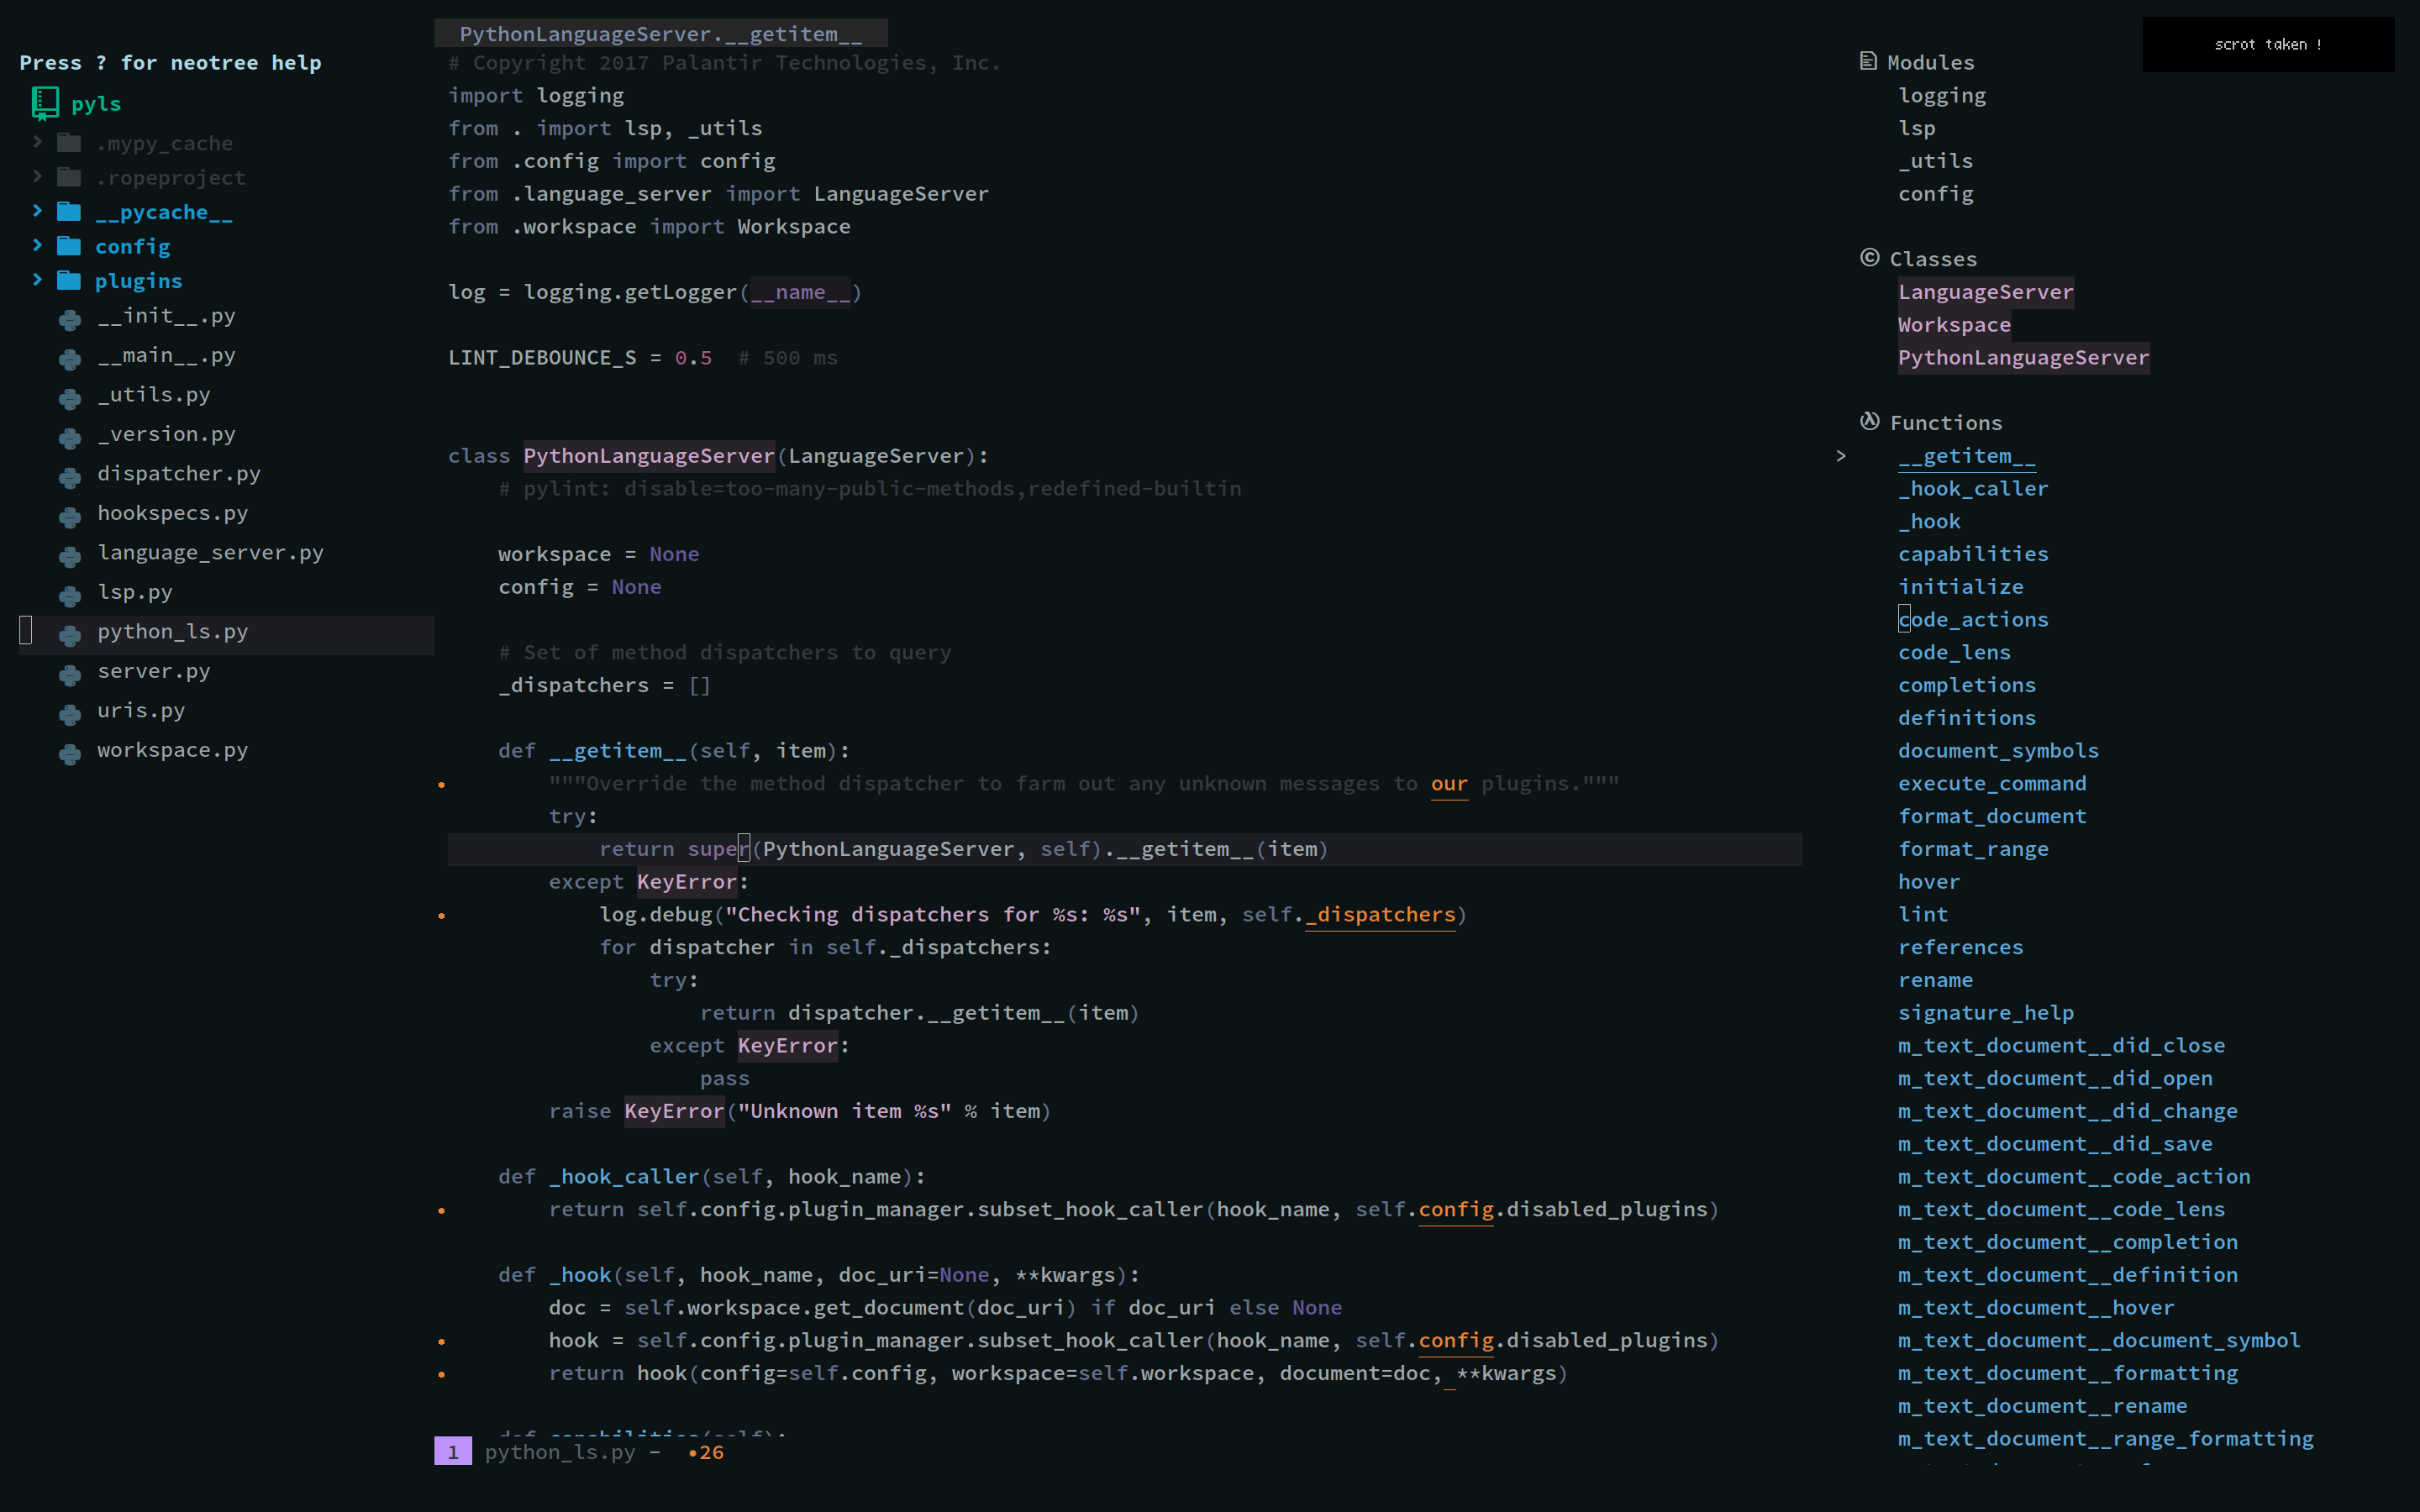 Press ? for neotree help
pyls
.mypy_cache
.ropeproject
__pycache__
config
plugins
__init__.py
__main__.py
_utils.py
_version.py
dispatcher.py
hookspecs.py
language_server.py
lsp.py
python_ls.py
server.py
uris.py
workspace.py
PythonLanguageServer.__getitem__
# Copyright 2017 Palantir Technologies, Inc.
import logging
from . import lsp, _utils
from .config import config
from .language_server import LanguageServer
from .workspace import Workspace
log = logging.getLogger(__name__)
LINT_DEBOUNCE_S = 0.5  # 500 ms
class PythonLanguageServer(LanguageServer):
    # pylint: disable=too-many-public-methods,redefined-builtin
    workspace = None
    config = None
    # Set of method dispatchers to query
    _dispatchers = []
    def __getitem__(self, item):
        """Override the method dispatcher to farm out any unknown messages to our plugins."""
        try:
            return super(PythonLanguageServer, self).__getitem__(item)
        except KeyError:
            log.debug("Checking dispatchers for %s: %s", item, self._dispatchers)
            for dispatcher in self._dispatchers:
                try:
                    return dispatcher.__getitem__(item)
                except KeyError:
                    pass
        raise KeyError("Unknown item %s" % item)
    def _hook_caller(self, hook_name):
        return self.config.plugin_manager.subset_hook_caller(hook_name, self.config.disabled_plugins)
    def _hook(self, hook_name, doc_uri=None, **kwargs):
        doc = self.workspace.get_document(doc_uri) if doc_uri else None
        hook = self.config.plugin_manager.subset_hook_caller(hook_name, self.config.disabled_plugins)
        return hook(config=self.config, workspace=self.workspace, document=doc, **kwargs)
    def capabilities(self):
1 python_ls.py − •26
scrot taken !
Modules
logging
lsp
_utils
config
Classes
LanguageServer
Workspace
PythonLanguageServer
Functions
> __getitem__
_hook_caller
_hook
capabilities
initialize
code_actions
code_lens
completions
definitions
document_symbols
execute_command
format_document
format_range
hover
lint
references
rename
signature_help
m_text_document__did_close
m_text_document__did_open
m_text_document__did_change
m_text_document__did_save
m_text_document__code_action
m_text_document__code_lens
m_text_document__completion
m_text_document__definition
m_text_document__hover
m_text_document__document_symbol
m_text_document__formatting
m_text_document__rename
m_text_document__range_formatting